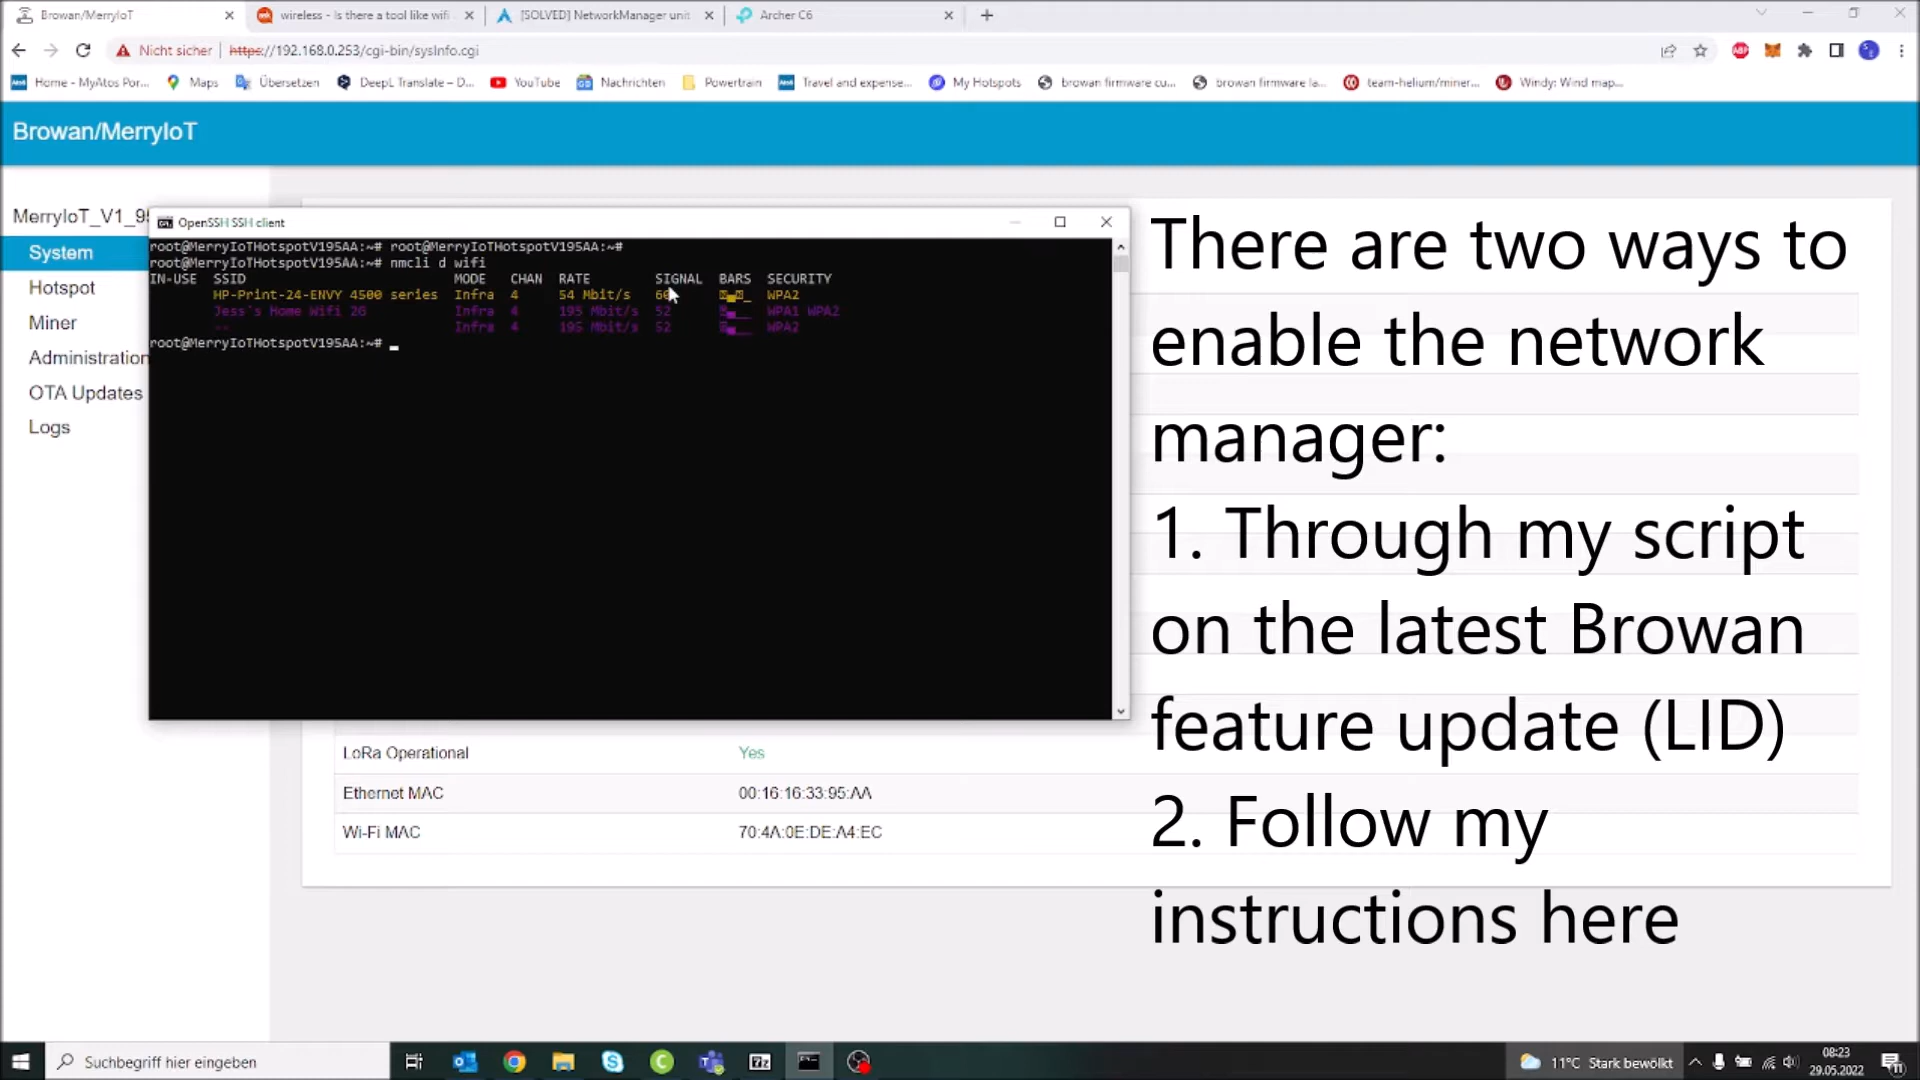 Browan/MerryIoT
wireless - Is there a tool like wifi
[SOLVED] NetworkManager unit
Archer C6
Nicht sicher
https://192.168.0.253/cgi-bin/sysInfo.cgi
Home - MyAtos Por...
Maps
Übersetzen
DeepL Translate – D...
YouTube
Nachrichten
Powertrain
Travel and expense...
My Hotspots
browan firmware cu...
browan firmware la...
team-helium/miner...
Windy: Wind map...
Browan/MerryIoT
MerryIoT_V1_95
System
Hotspot
Miner
Administration
OTA Updates
Logs
OpenSSH SSH client
root@MerryIoTHotspotV195AA:~# root@MerryIoTHotspotV195AA:~#
root@MerryIoTHotspotV195AA:~# nmcli d wifi
IN-USE SSID MODE CHAN RATE SIGNAL BARS SECURITY
HP-Print-24-ENVY 4500 series Infra 4 54 Mbit/s WPA2
Jess's Home Wifi 2G Infra 4 195 Mbit/s 52 WPA1 WPA2
-- Infra 4 195 Mbit/s 52 WPA2
root@MerryIoTHotspotV195AA:~#
LoRa Operational Yes
Ethernet MAC 00:16:16:33:95:AA
Wi-Fi MAC 70:4A:0E:DE:A4:EC
There are two ways to
enable the network
manager:
1. Through my script
on the latest Browan
feature update (LID)
2. Follow my
instructions here
Suchbegriff hier eingeben
11°C Stark bewölkt
08:23
29.05.2022